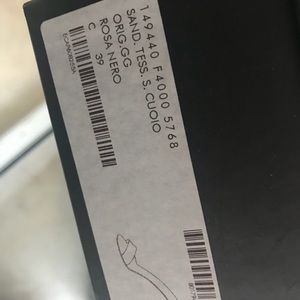 149440 F4000 5768
SAND. TESS. S. CUOIO
ORIG.GG
ROSA NERO
C 39